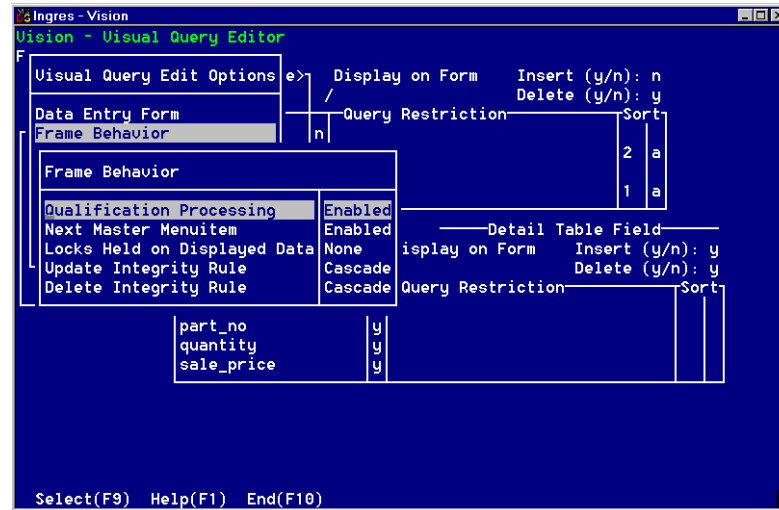 Ingres - Vision
Vision - Visual Query Editor
F
Visual Query Edit Options e> Display on Form Insert (y/n): n
/ Delete (y/n): y
Data Entry Form Query Restriction Sort
Frame Behavior n
2 a
Frame Behavior
1 a
Qualification Processing Enabled
Next Master Menuitem Enabled Detail Table Field
Locks Held on Displayed Data None isplay on Form Insert (y/n): y
Update Integrity Rule Cascade Delete (y/n): y
Delete Integrity Rule Cascade Query Restriction Sort
part_no y
quantity y
sale_price y
Select(F9) Help(F1) End(F10)